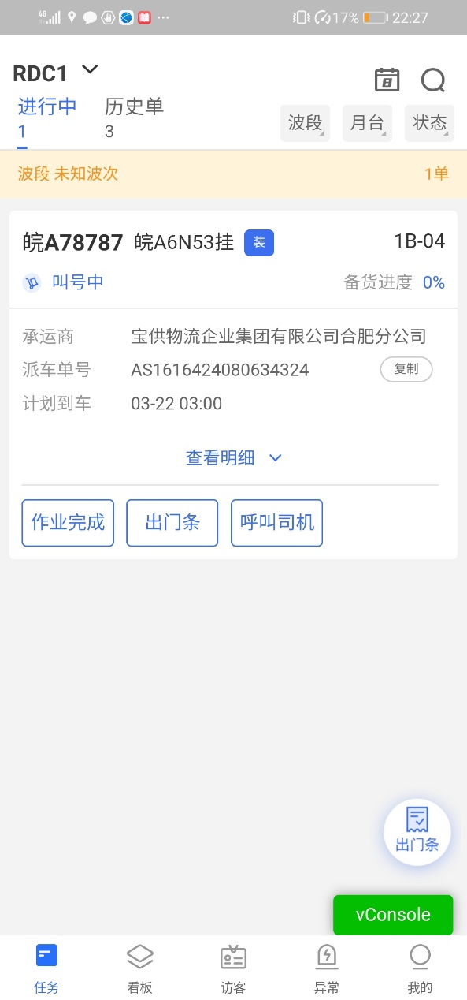 4G 17% 22:27
RDC1
进行中 历史单
1 3
波段 月台 状态
波段 未知波次 1单
皖A78787 皖A6N53挂 装 1B-04
叫号中 备货进度 0%
承运商 宝供物流企业集团有限公司合肥分公司
派车单号 AS1616424080634324 复制
计划到车 03-22 03:00
查看明细
作业完成 出门条 呼叫司机
出门条
vConsole
任务 看板 访客 异常 我的